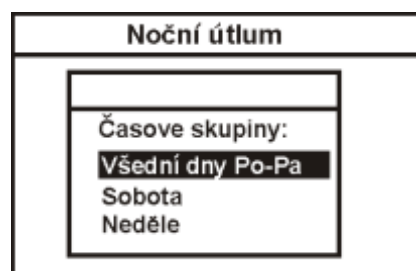 Noční útlum
Časove skupiny:
Všední dny Po-Pa
Sobota
Neděle